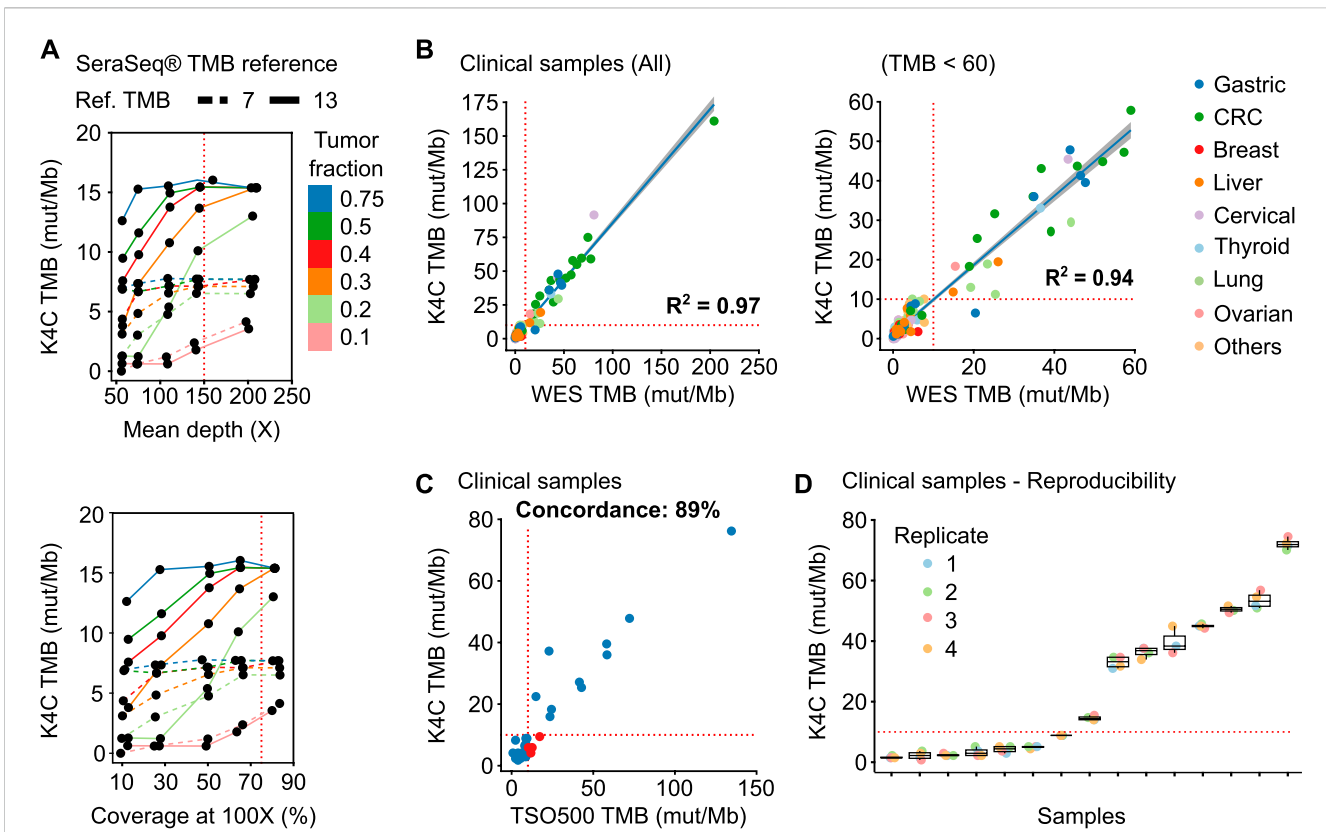 A
SeraSeq® TMB reference
Ref. TMB 7 13
20
15
10
5
0
K4C TMB (mut/Mb)
50 100 150 200 250
Mean depth (X)
Tumor
fraction
0.75
0.5
0.4
0.3
0.2
0.1
20
15
10
5
0
K4C TMB (mut/Mb)
10 30 50 70 90
Coverage at 100X (%)
B
Clinical samples (All)
175
150
125
100
75
50
25
0
K4C TMB (mut/Mb)
R² = 0.97
0 50 100 150 200 250
WES TMB (mut/Mb)
(TMB < 60)
60
50
40
30
20
10
0
K4C TMB (mut/Mb)
R² = 0.94
0 20 40 60
WES TMB (mut/Mb)
Gastric
CRC
Breast
Liver
Cervical
Thyroid
Lung
Ovarian
Others
C
Clinical samples
Concordance: 89%
80
60
40
20
0
K4C TMB (mut/Mb)
0 50 100 150
TSO500 TMB (mut/Mb)
D
Clinical samples - Reproducibility
80
60
40
20
0
K4C TMB (mut/Mb)
Replicate
1
2
3
4
Samples